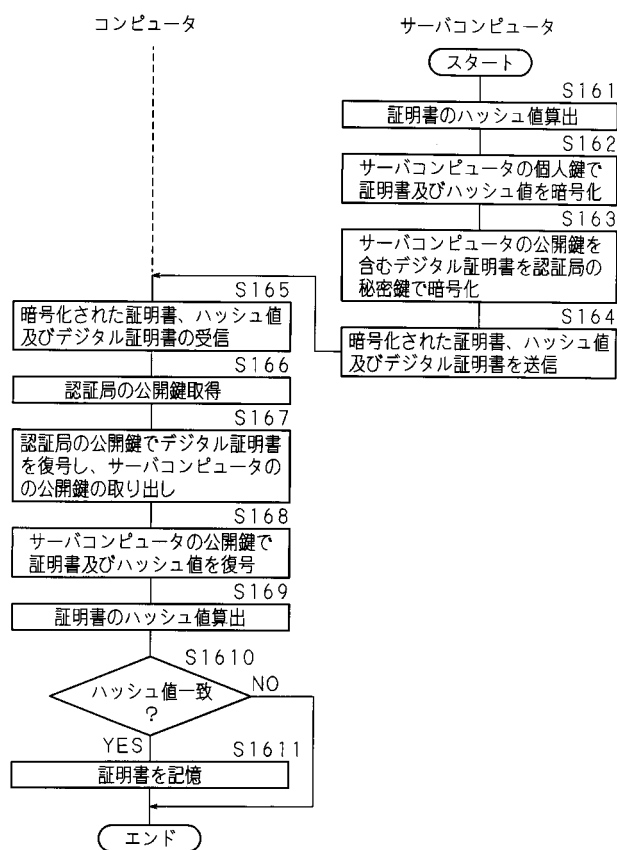 コンピュータ
サーバコンピュータ
スタート
S161
証明書のハッシュ値算出
S162
サーバコンピュータの個人鍵で
証明書及びハッシュ値を暗号化
S163
サーバコンピュータの公開鍵を
含むデジタル証明書を認証局の
秘密鍵で暗号化
S164
暗号化された証明書、ハッシュ値
及びデジタル証明書を送信
S165
暗号化された証明書、ハッシュ値
及びデジタル証明書の受信
S166
認証局の公開鍵取得
S167
認証局の公開鍵でデジタル証明書
を復号し、サーバコンピュータの
の公開鍵の取り出し
S168
サーバコンピュータの公開鍵で
証明書及びハッシュ値を復号
S169
証明書のハッシュ値算出
S1610
ハッシュ値一致
?
NO
YES
S1611
証明書を記憶
エンド